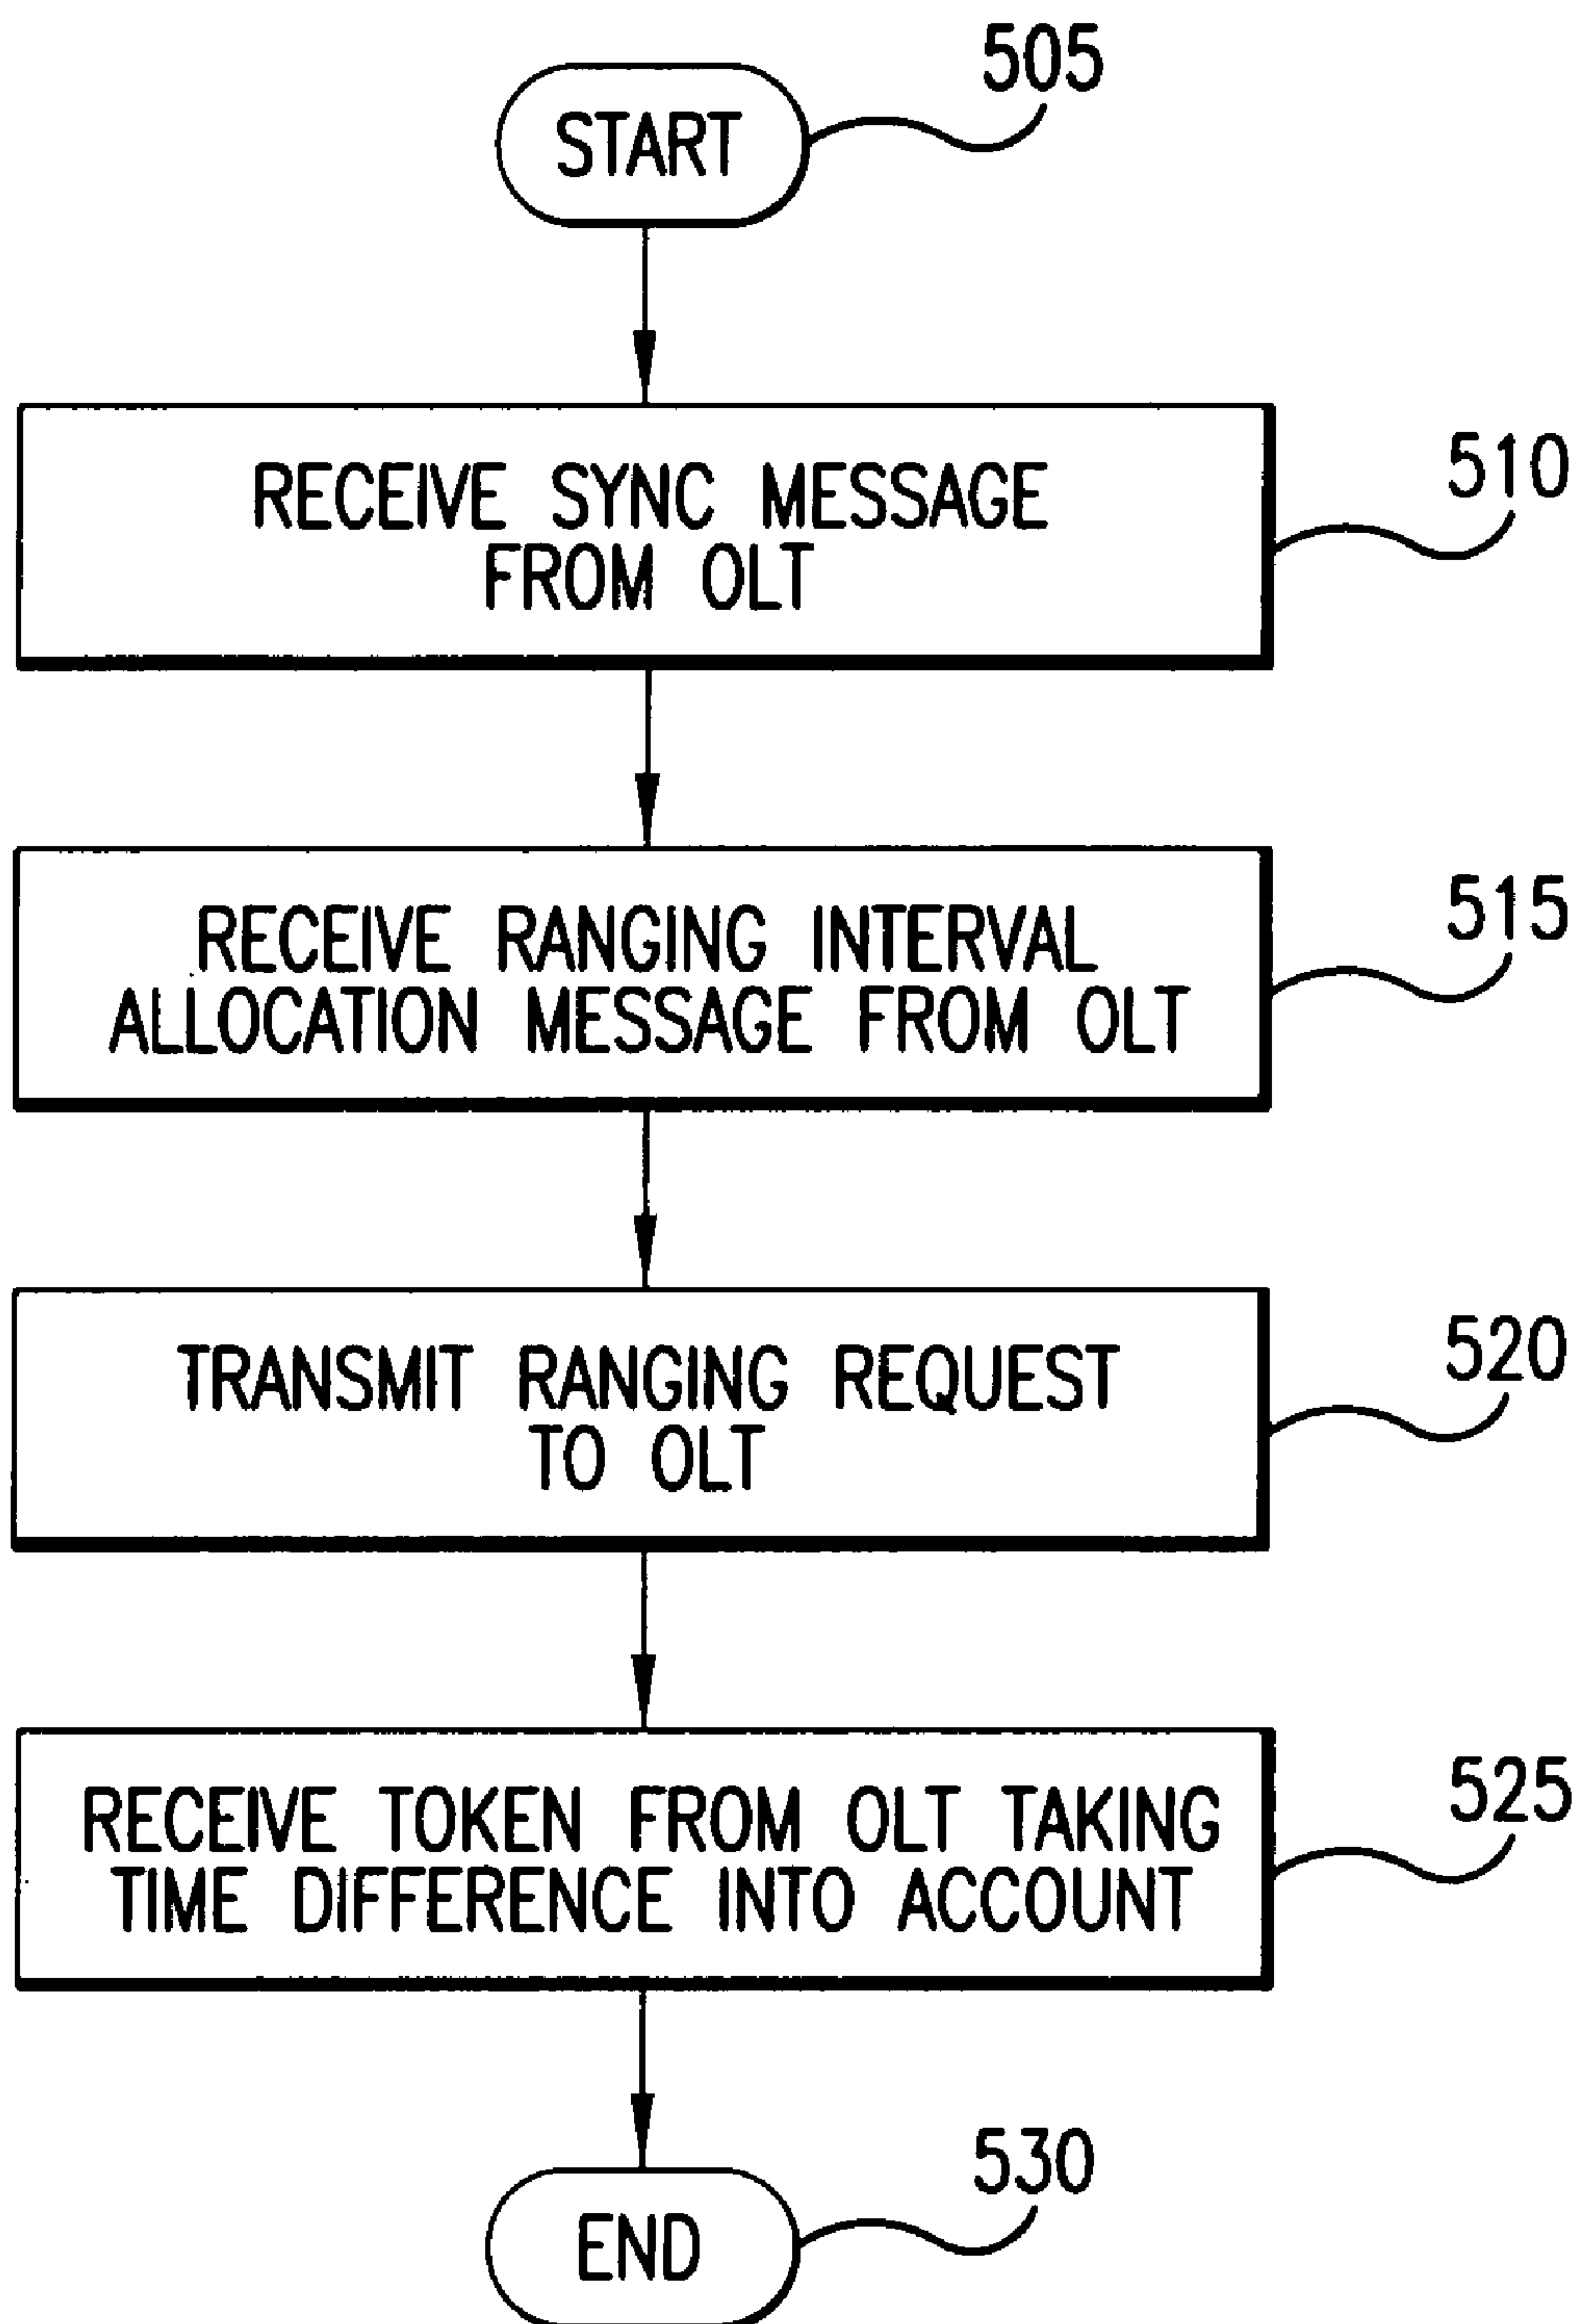 505
START
510
RECEIVE SYNC MESSAGE
FROM OLT
515
RECEIVE RANGING INTERVAL
ALLOCATION MESSAGE FROM OLT
520
TRANSMIT RANGING REQUEST
TO OLT
525
RECEIVE TOKEN FROM OLT TAKING
TIME DIFFERENCE INTO ACCOUNT
530
END